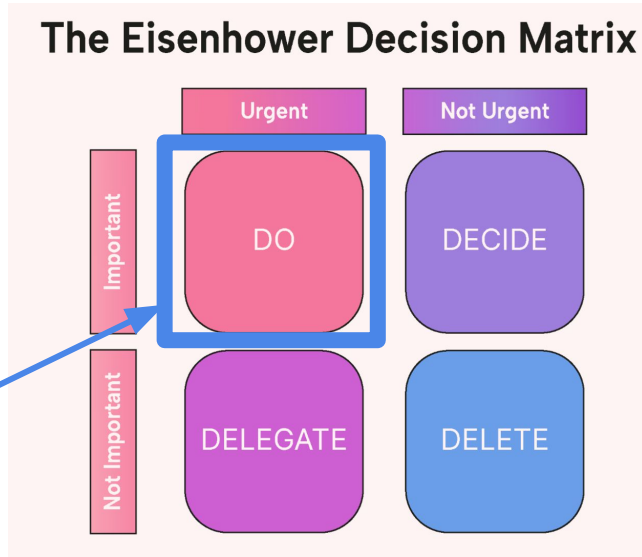 The Eisenhower Decision Matrix
Urgent
Not Urgent
Important
DO
DECIDE
Not Important
DELEGATE
DELETE